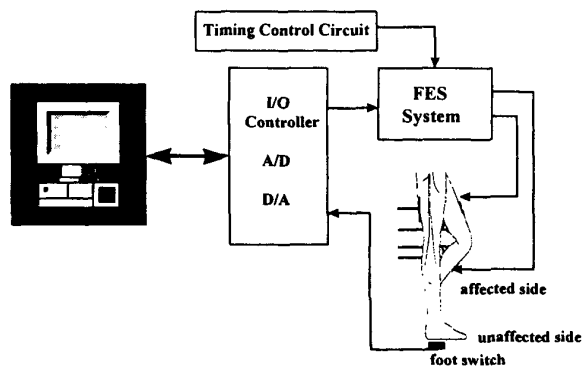 Timing Control Circuit
I/O
Controller
A/D
D/A
FES
System
affected side
unaffected side
foot switch